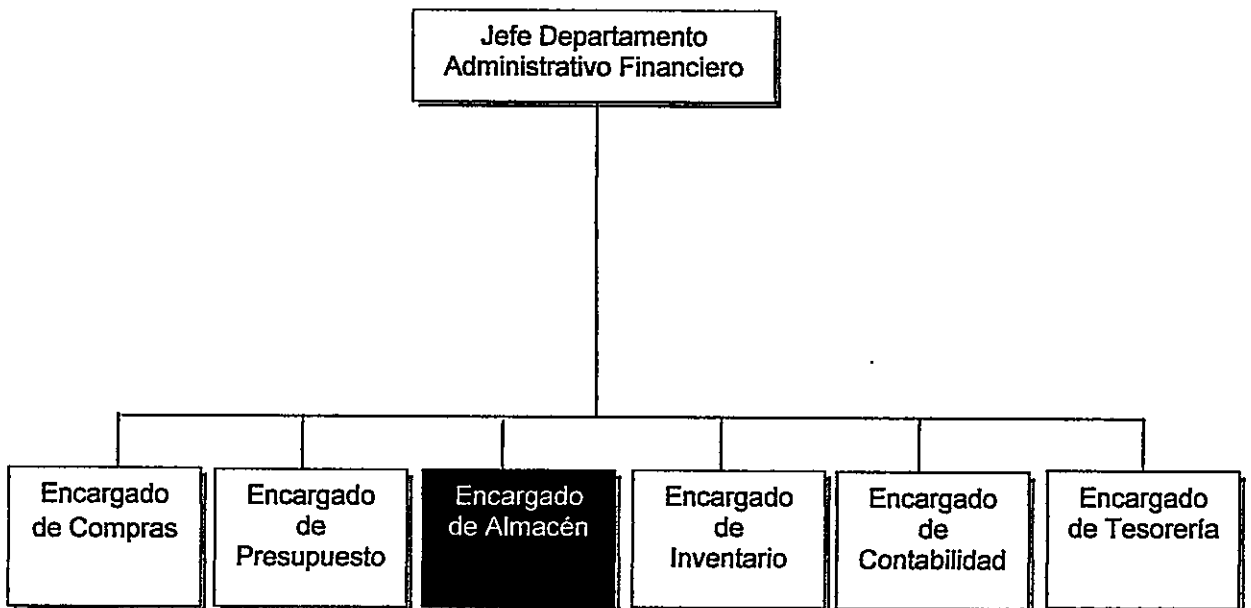 Jefe Departamento
Administrativo Financiero
Encargado
de Compras
Encargado
de
Presupuesto
Encargado
de Almacén
Encargado
de
Inventario
Encargado
de
Contabilidad
Encargado
de Tesorería